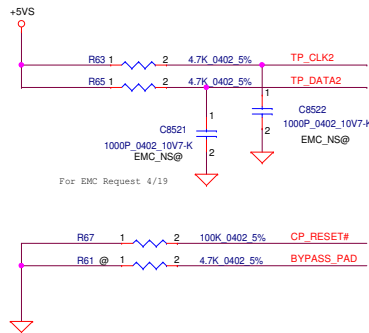 +5VS
R63 1 2 4.7K_0402_5% TP_CLK2
R65 1 2 4.7K_0402_5% TP_DATA2
1 1
C8522
1000P_0402_10V7-K
C8521
1000P_0402_10V7-K
EMC_NS@
EMC_NS@
2 2
For EMC Request 4/19
R67 1 2 100K_0402_5% CP_RESET#
R61 @ 1 2 4.7K_0402_5% BYPASS_PAD